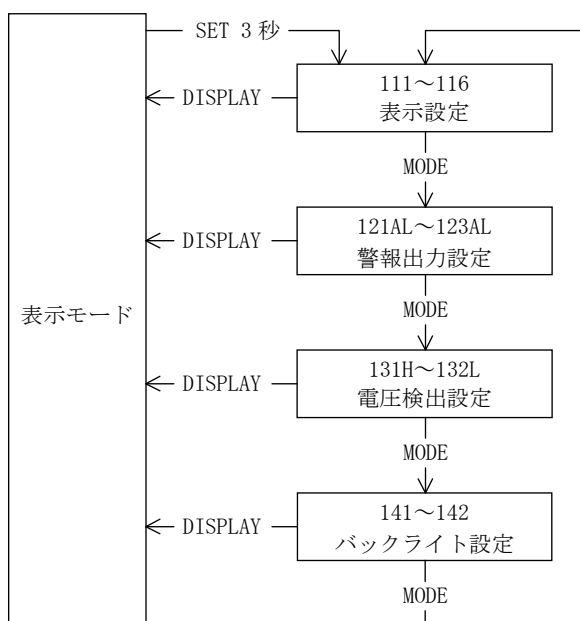 SET 3秒
111～116
表示設定
DISPLAY
MODE
121AL～123AL
警報出力設定
DISPLAY
MODE
表示モード
131H～132L
電圧検出設定
DISPLAY
MODE
141～142
バックライト設定
DISPLAY
MODE